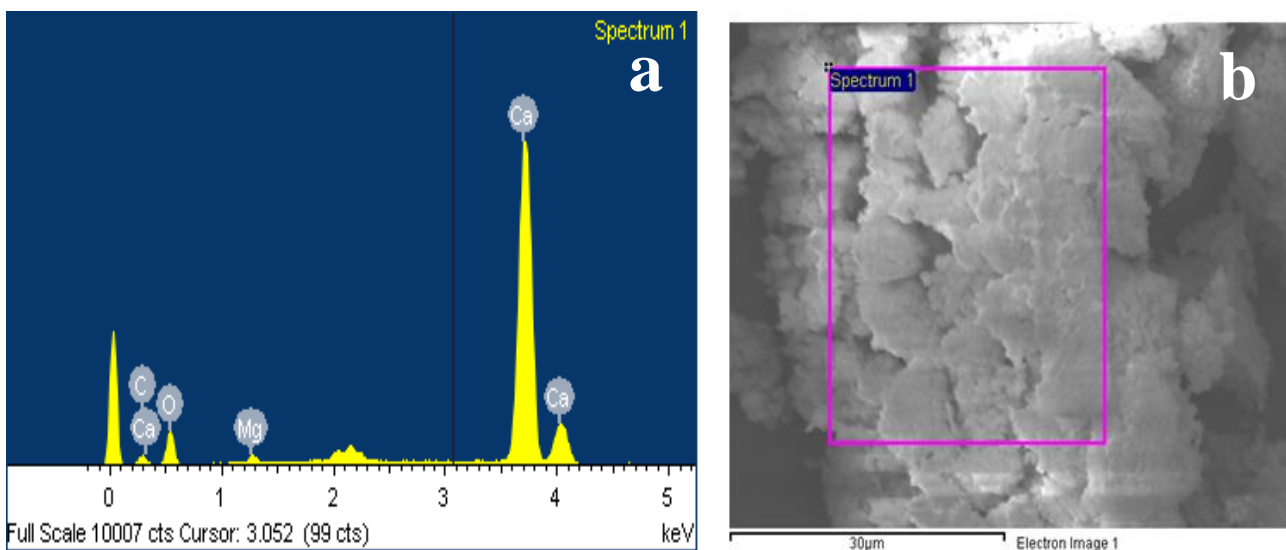 Spectrum 1
a
Ca
C
Ca
O
Mg
Ca
0 1 2 3 4 5
Full Scale 10007 cts Cursor: 3.052 (99 cts) keV
Spectrum 1
b
30µm Electron Image 1